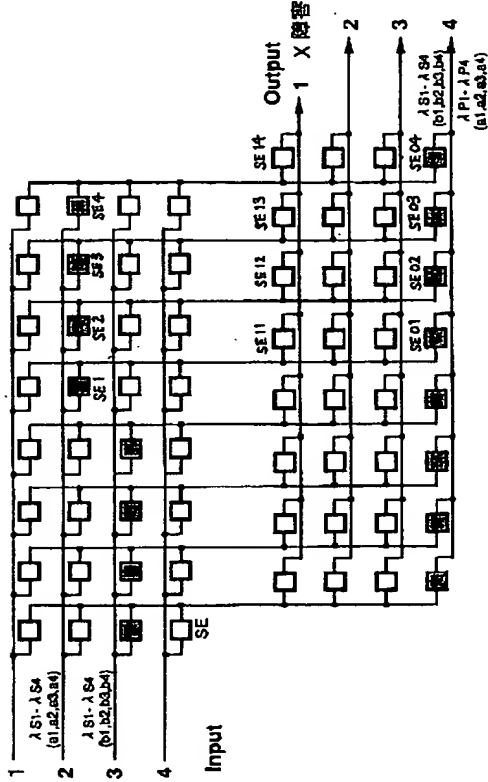 1
λS1-λS4
(a1,a2,a3,a4)
2
λS1-λS4
(b1,b2,b3,b4)
3
4
Input
SE
SE1
SE2
SE3
SE4
Output
SE11
SE12
SE13
SE14
1 X 障害
2
3
SE01
SE02
SE03
SE04
λS1-λS4
(b1,b2,b3,b4)
4
λP1-λP4
(a1,a2,a3,a4)